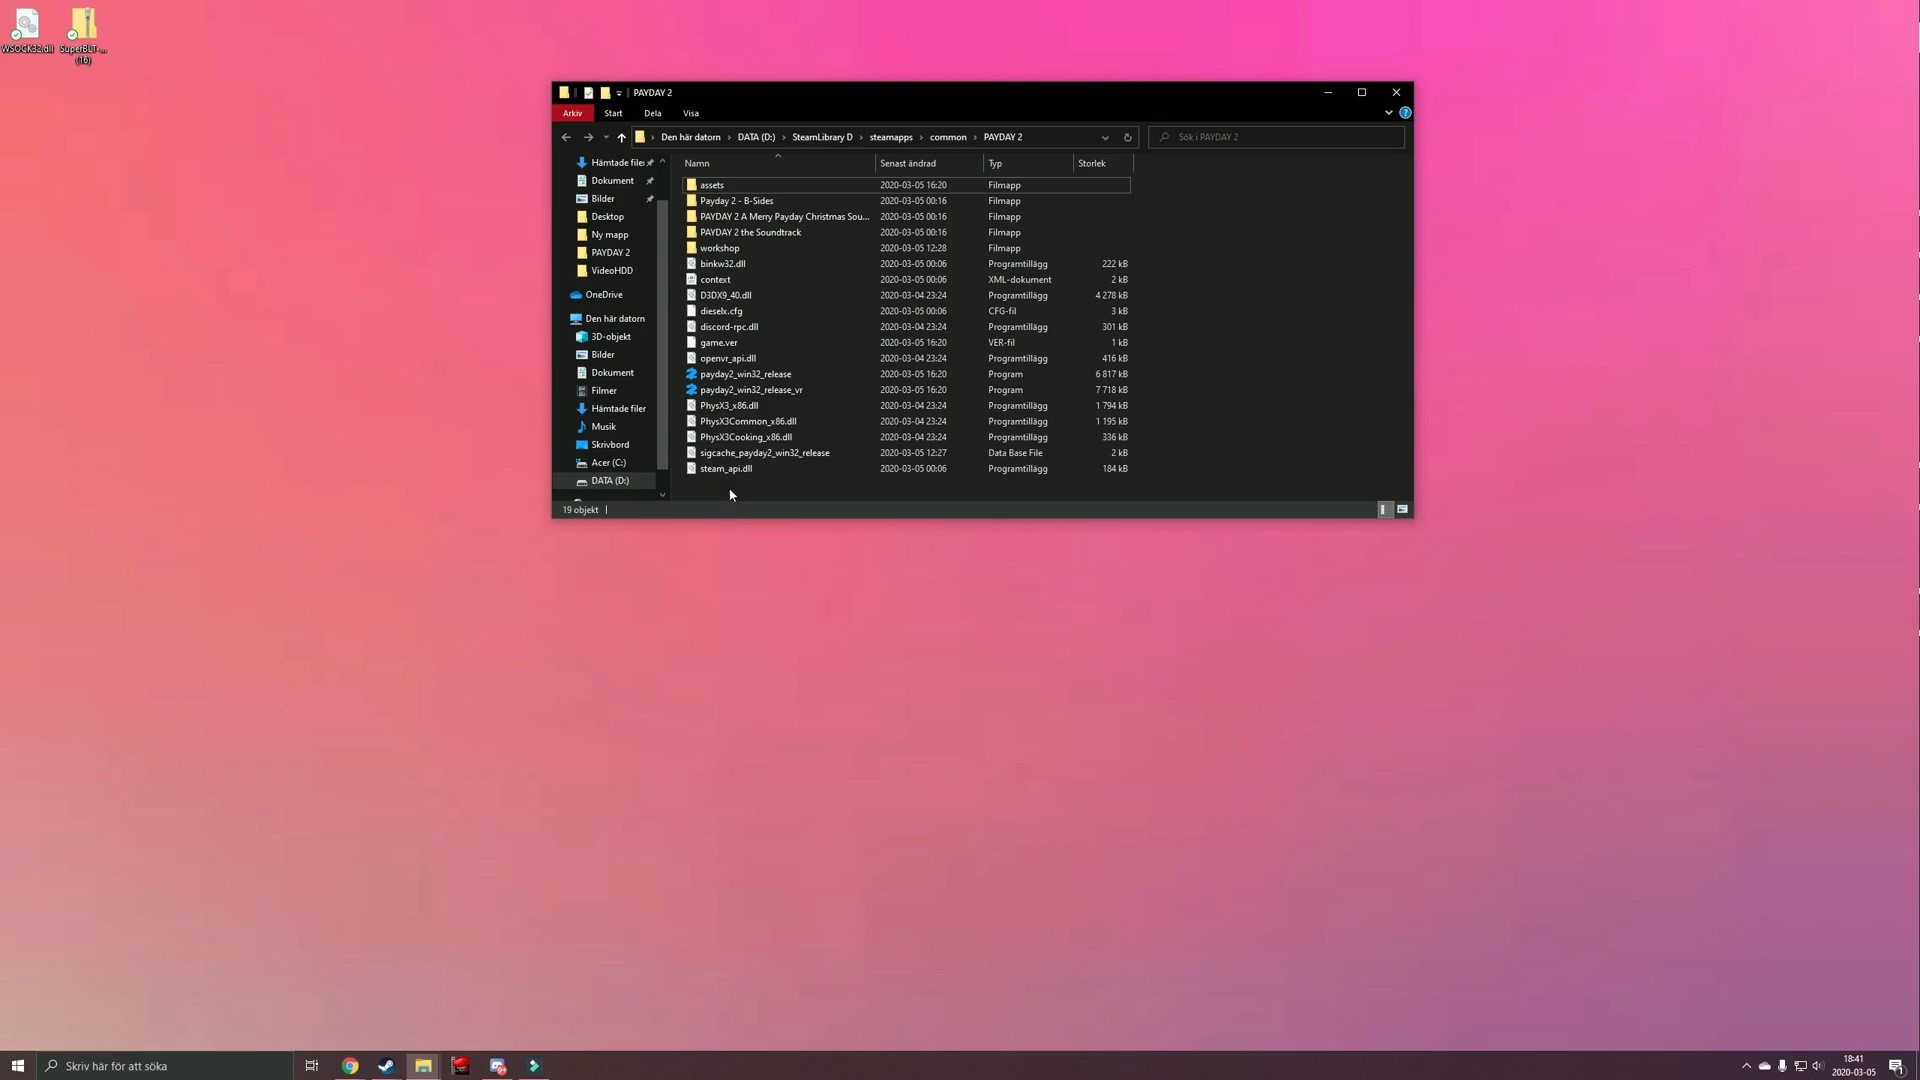 WSOCK32.dll
SuperBLT-...
(16)
PAYDAY 2
Arkiv Start Dela Visa
Den här datorn DATA (D:) SteamLibrary D steamapps common PAYDAY 2
Sök i PAYDAY 2
Hämtade filer
Dokument
Bilder
Desktop
Ny mapp
PAYDAY 2
VideoHDD
OneDrive
Den här datorn
3D-objekt
Bilder
Dokument
Filmer
Hämtade filer
Musik
Skrivbord
Acer (C:)
DATA (D:)
Namn Senast ändrad Typ Storlek
assets 2020-03-05 16:20 Filmapp
Payday 2 - B-Sides 2020-03-05 00:16 Filmapp
PAYDAY 2 A Merry Payday Christmas Sou... 2020-03-05 00:16 Filmapp
PAYDAY 2 the Soundtrack 2020-03-05 00:16 Filmapp
workshop 2020-03-05 12:28 Filmapp
binkw32.dll 2020-03-05 00:06 Programtillägg 222 kB
context 2020-03-05 00:06 XML-dokument 2 kB
D3DX9_40.dll 2020-03-04 23:24 Programtillägg 4 278 kB
dieselx.cfg 2020-03-05 00:06 CFG-fil 3 kB
discord-rpc.dll 2020-03-04 23:24 Programtillägg 301 kB
game.ver 2020-03-05 16:20 VER-fil 1 kB
openvr_api.dll 2020-03-04 23:24 Programtillägg 416 kB
payday2_win32_release 2020-03-05 16:20 Program 6 817 kB
payday2_win32_release_vr 2020-03-05 16:20 Program 7 718 kB
PhysX3_x86.dll 2020-03-04 23:24 Programtillägg 1 794 kB
PhysX3Common_x86.dll 2020-03-04 23:24 Programtillägg 1 195 kB
PhysX3Cooking_x86.dll 2020-03-04 23:24 Programtillägg 336 kB
sigcache_payday2_win32_release 2020-03-05 12:27 Data Base File 2 kB
steam_api.dll 2020-03-05 00:06 Programtillägg 184 kB
19 objekt
Skriv här för att söka
18:41
2020-03-05